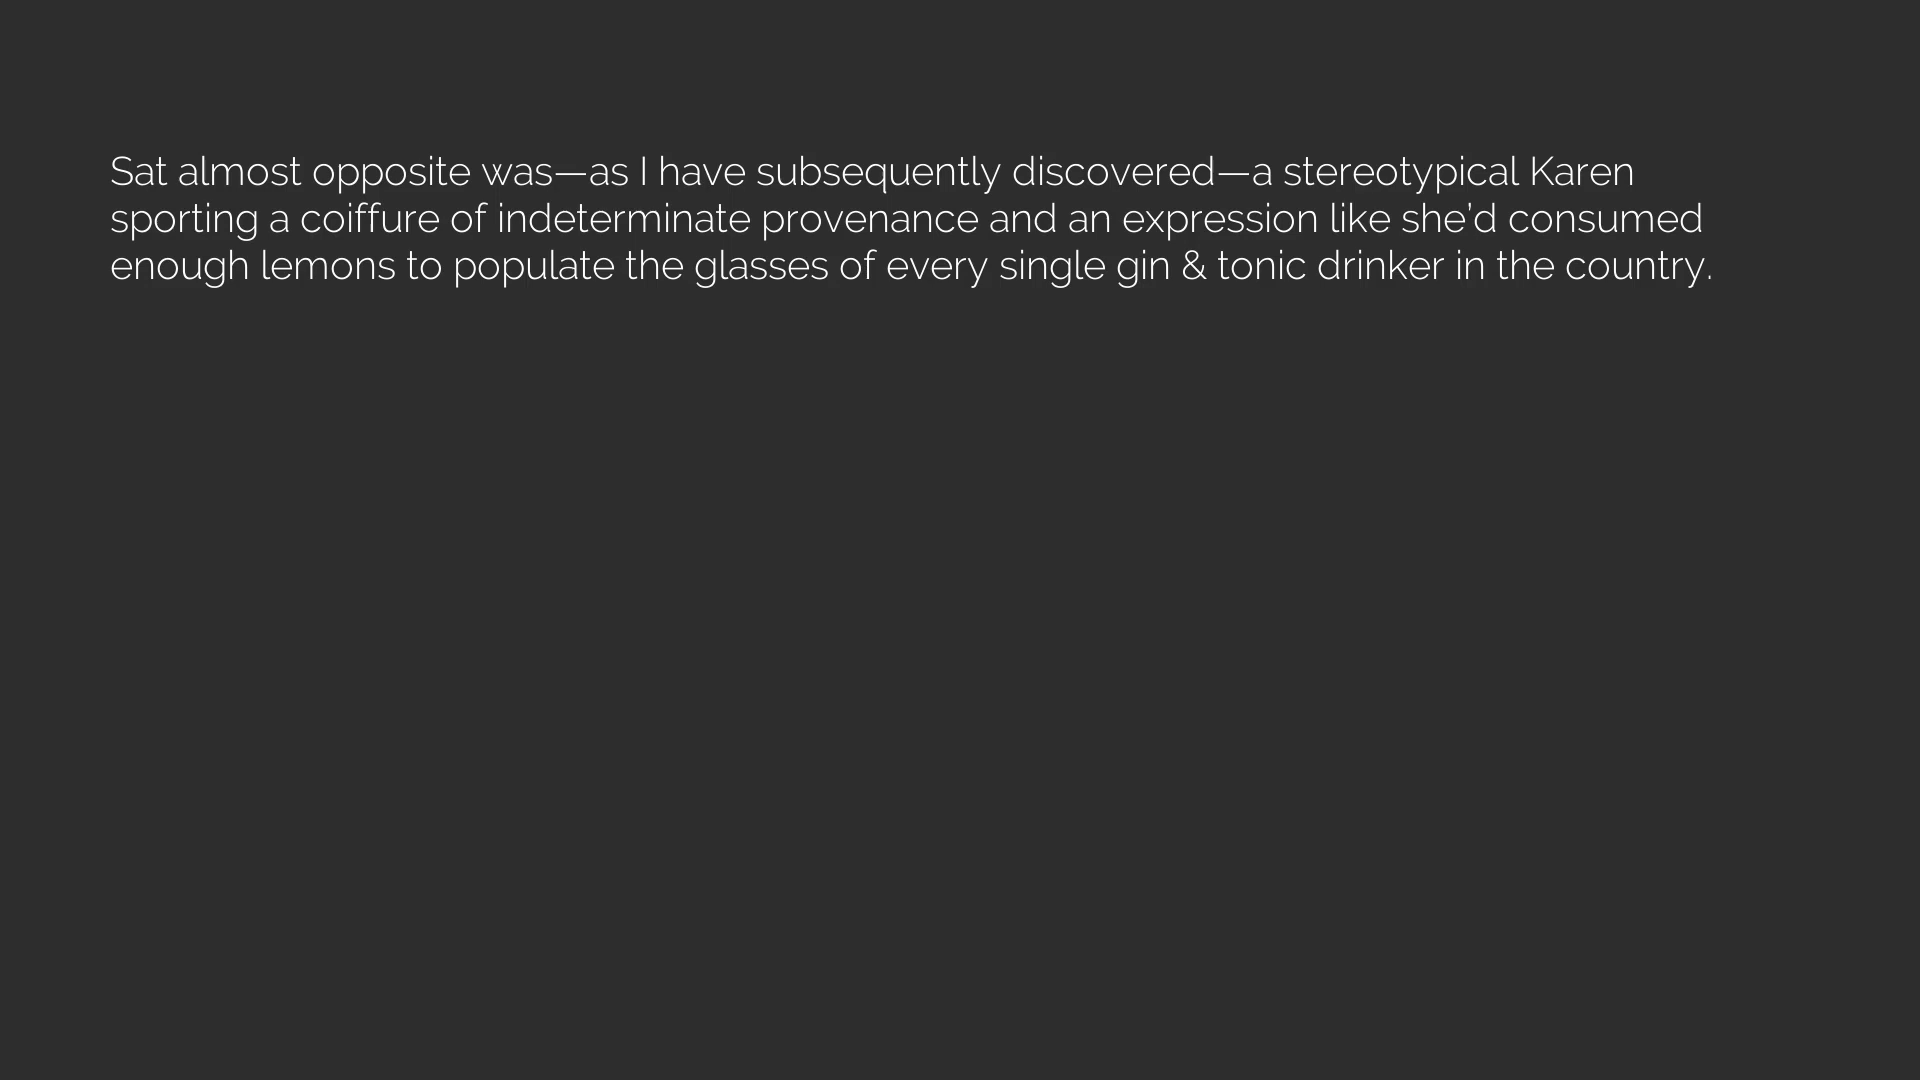 Sat almost opposite was—as I have subsequently discovered—a stereotypical Karen
sporting a coiffure of indeterminate provenance and an expression like she’d consumed
enough lemons to populate the glasses of every single gin & tonic drinker in the country.